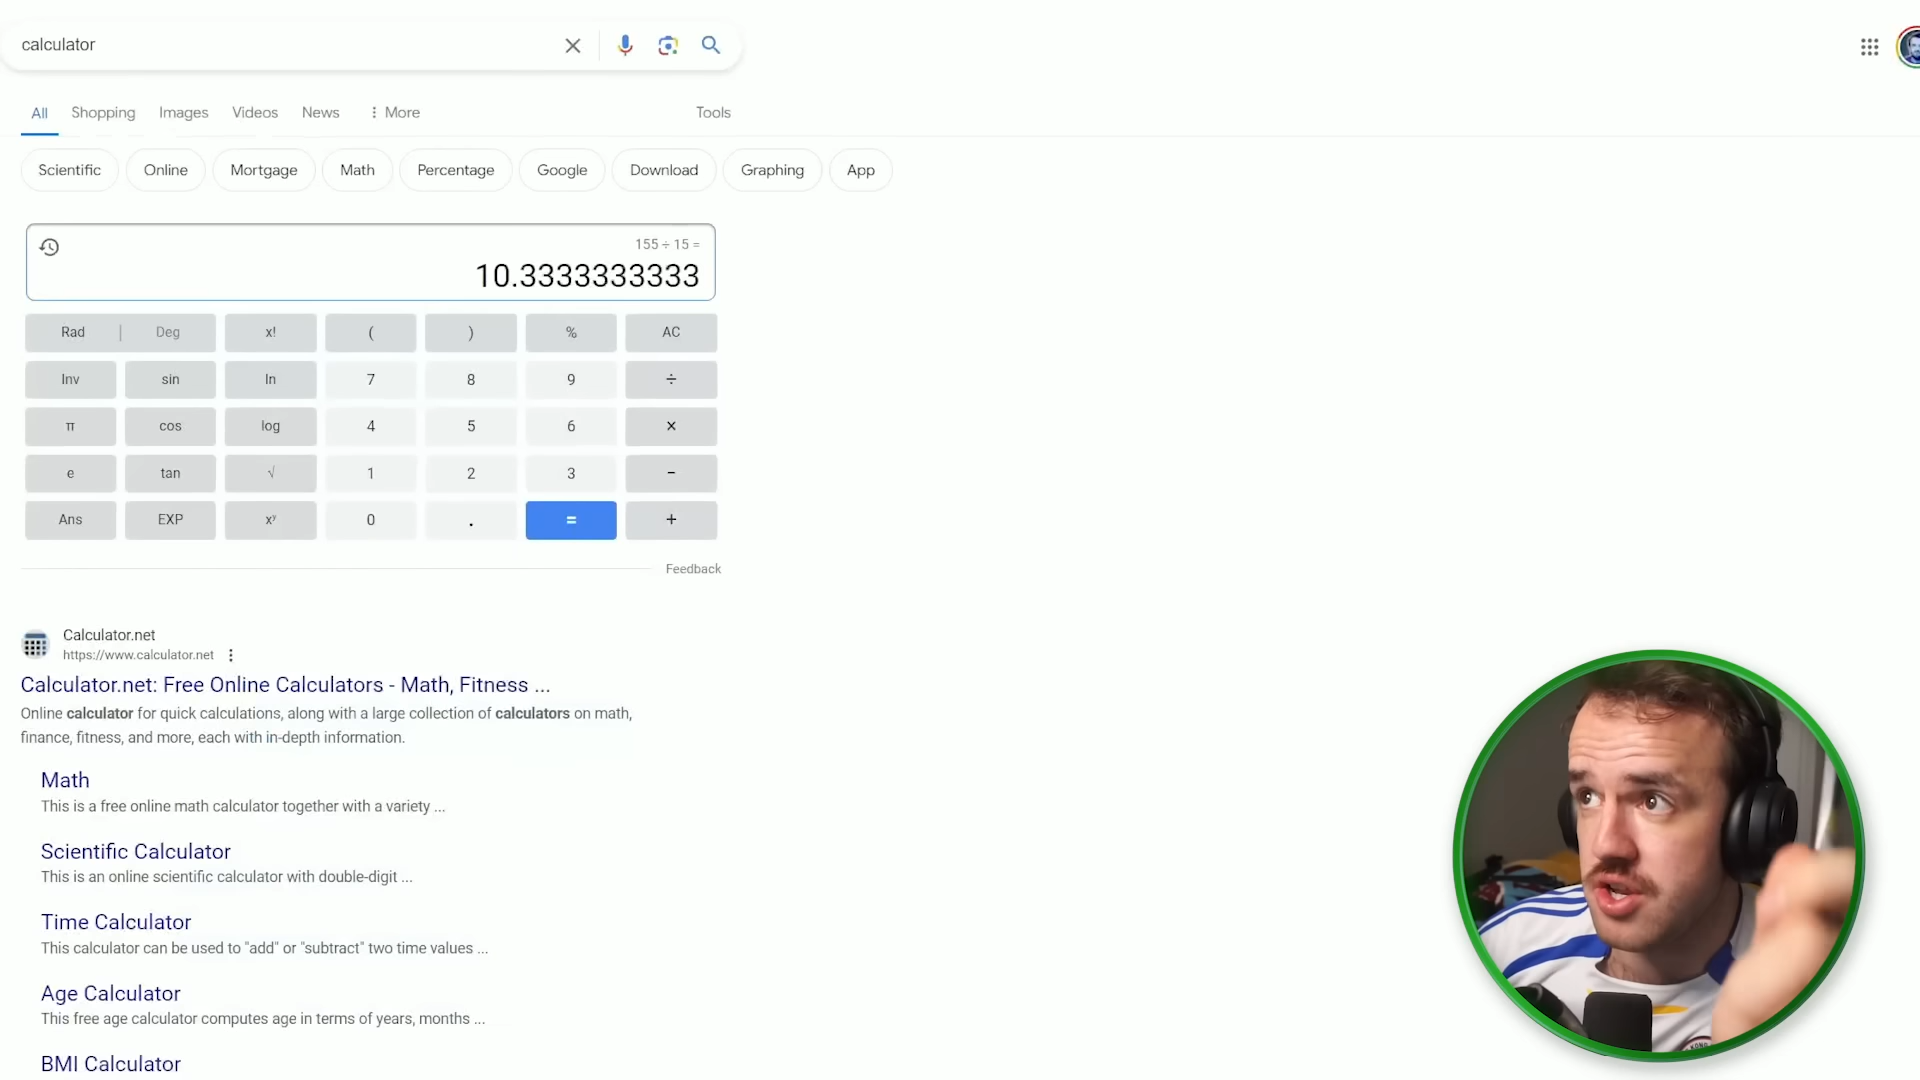 calculator
All Shopping Images Videos News More Tools
Scientific Online Mortgage Math Percentage Google Download Graphing App
155 ÷ 15 =
10.3333333333
Rad | Deg x! ( ) % AC
Inv sin ln 7 8 9 ÷
π cos log 4 5 6 ×
e tan √ 1 2 3 −
Ans EXP xʸ 0 . = +
Feedback
Calculator.net
https://www.calculator.net
Calculator.net: Free Online Calculators - Math, Fitness ...
Online calculator for quick calculations, along with a large collection of calculators on math,
finance, fitness, and more, each with in-depth information.
Math
This is a free online math calculator together with a variety ...
Scientific Calculator
This is an online scientific calculator with double-digit ...
Time Calculator
This calculator can be used to "add" or "subtract" two time values ...
Age Calculator
This free age calculator computes age in terms of years, months ...
BMI Calculator